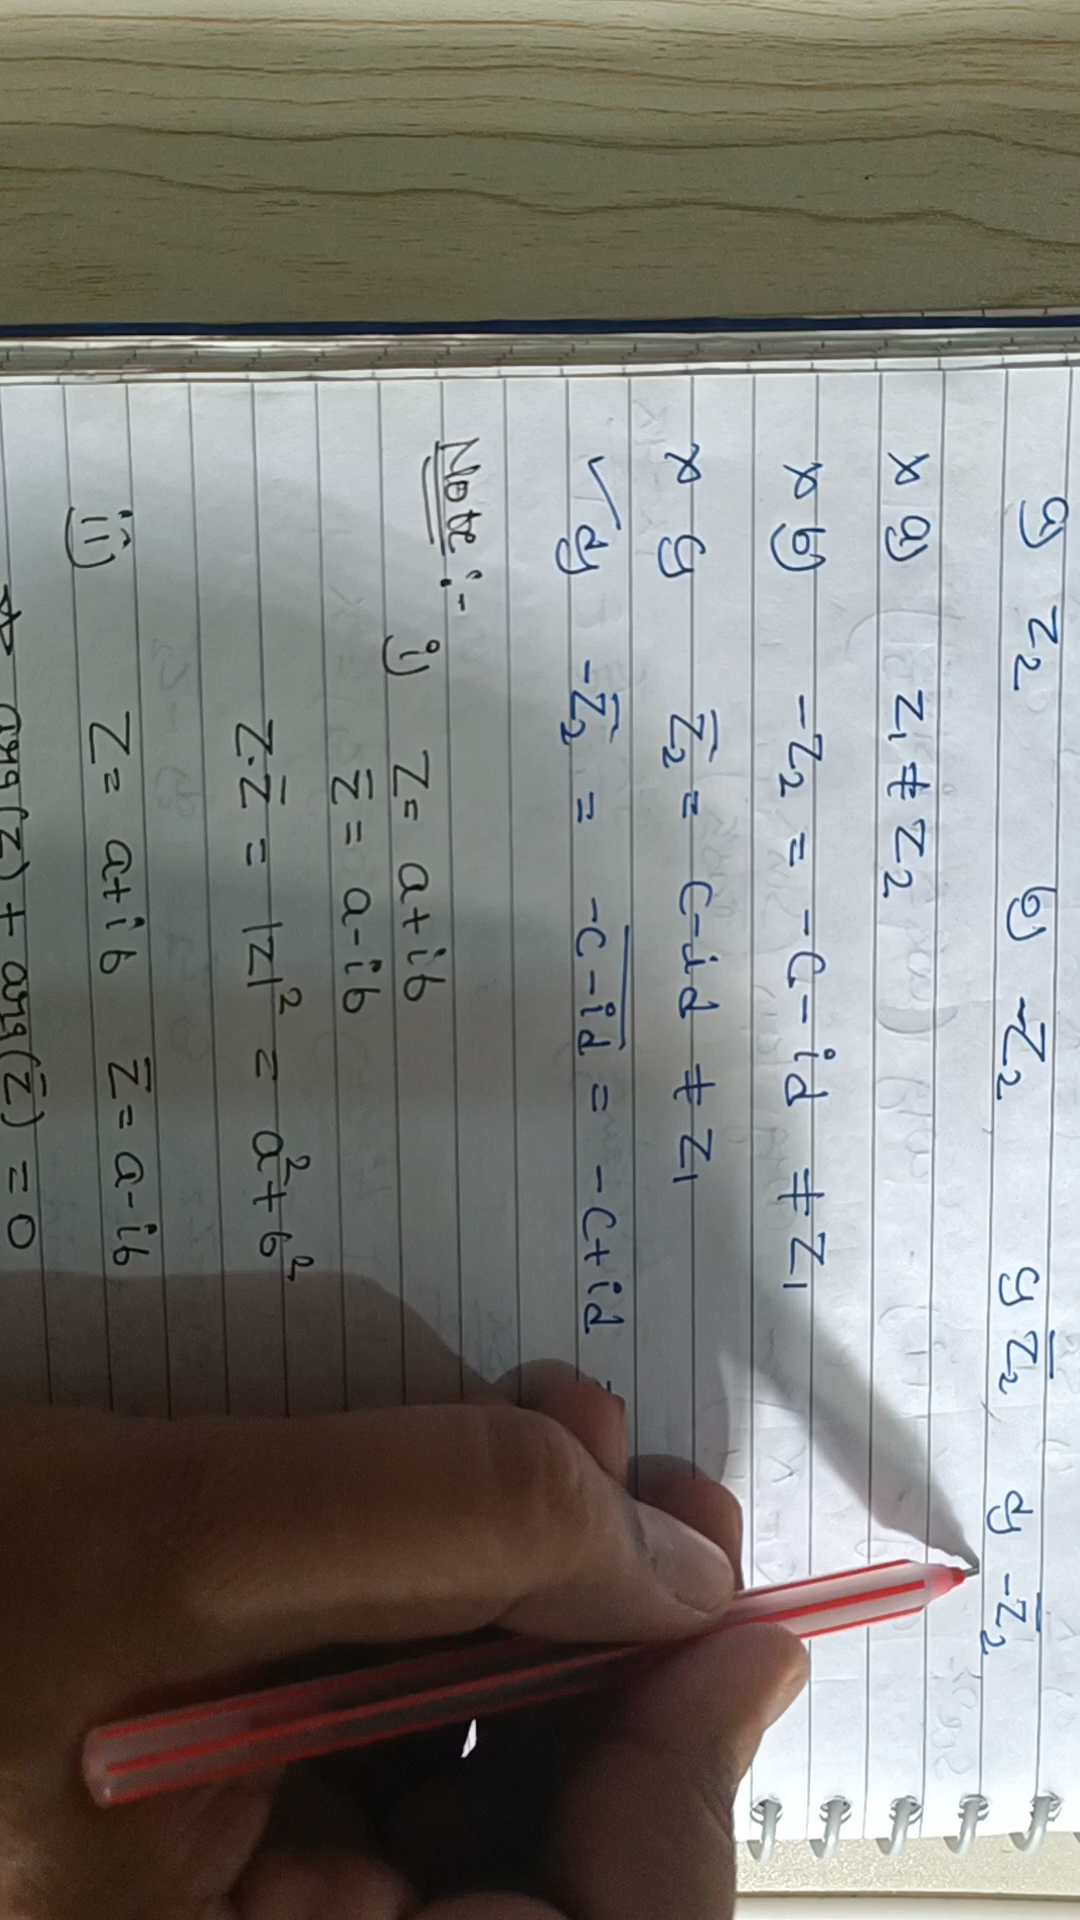 a) z₂ b) -z₂ c) z̅₂ d) -z̅₂
× a) z₁ ≠ z₂
× b) -z₂ = -c-id ≠ z₁
× c) z̅₂ = c-id ≠ z₁
✓ d) -z̅₂ = -c̅-̅i̅d̅ = -c+id
Note :-
i) z = a+ib
z̅ = a-ib
z·z̅ = |z|² = a²+b²
ii) z = a+ib z̅ = a-ib
arg(z) + arg(z̅) = 0